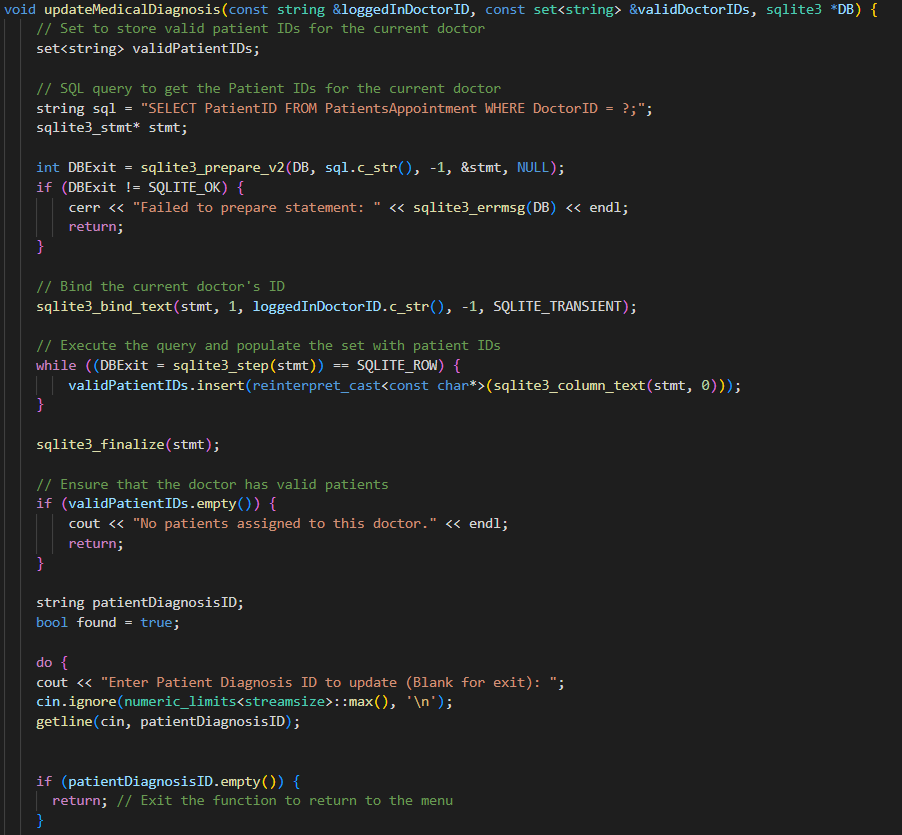 void updateMedicalDiagnosis(const string &loggedInDoctorID, const set<string> &validDoctorIDs, sqlite3 *DB) {
    // Set to store valid patient IDs for the current doctor
    set<string> validPatientIDs;

    // SQL query to get the Patient IDs for the current doctor
    string sql = "SELECT PatientID FROM PatientsAppointment WHERE DoctorID = ?;";
    sqlite3_stmt* stmt;

    int DBExit = sqlite3_prepare_v2(DB, sql.c_str(), -1, &stmt, NULL);
    if (DBExit != SQLITE_OK) {
        cerr << "Failed to prepare statement: " << sqlite3_errmsg(DB) << endl;
        return;
    }

    // Bind the current doctor's ID
    sqlite3_bind_text(stmt, 1, loggedInDoctorID.c_str(), -1, SQLITE_TRANSIENT);

    // Execute the query and populate the set with patient IDs
    while ((DBExit = sqlite3_step(stmt)) == SQLITE_ROW) {
        validPatientIDs.insert(reinterpret_cast<const char*>(sqlite3_column_text(stmt, 0)));
    }

    sqlite3_finalize(stmt);

    // Ensure that the doctor has valid patients
    if (validPatientIDs.empty()) {
        cout << "No patients assigned to this doctor." << endl;
        return;
    }

    string patientDiagnosisID;
    bool found = true;

    do {
    cout << "Enter Patient Diagnosis ID to update (Blank for exit): ";
    cin.ignore(numeric_limits<streamsize>::max(), '\n');
    getline(cin, patientDiagnosisID);


    if (patientDiagnosisID.empty()) {
      return; // Exit the function to return to the menu
    }